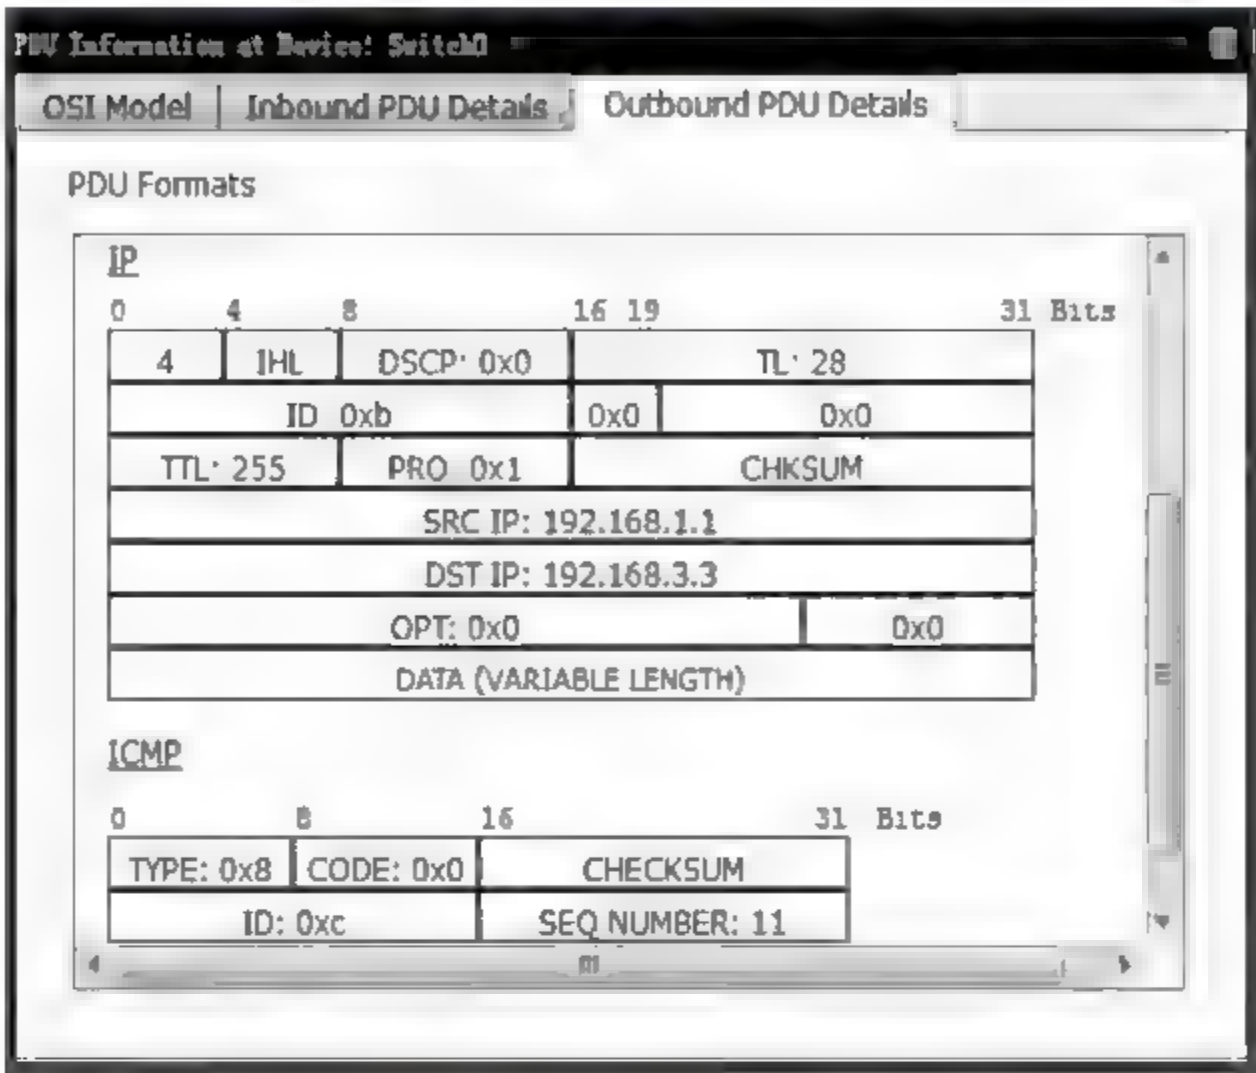 PDU Information at Device: Switch0
OSI Model Inbound PDU Details Outbound PDU Details
PDU Formats
IP
0 4 8 16 19 31 Bits
4 IHL DSCP: 0x0 TL: 28
ID 0xb 0x0 0x0
TTL: 255 PRO 0x1 CHKSUM
SRC IP: 192.168.1.1
DST IP: 192.168.3.3
OPT: 0x0 0x0
DATA (VARIABLE LENGTH)
ICMP
0 8 16 31 Bits
TYPE: 0x8 CODE: 0x0 CHECKSUM
ID: 0xc SEQ NUMBER: 11